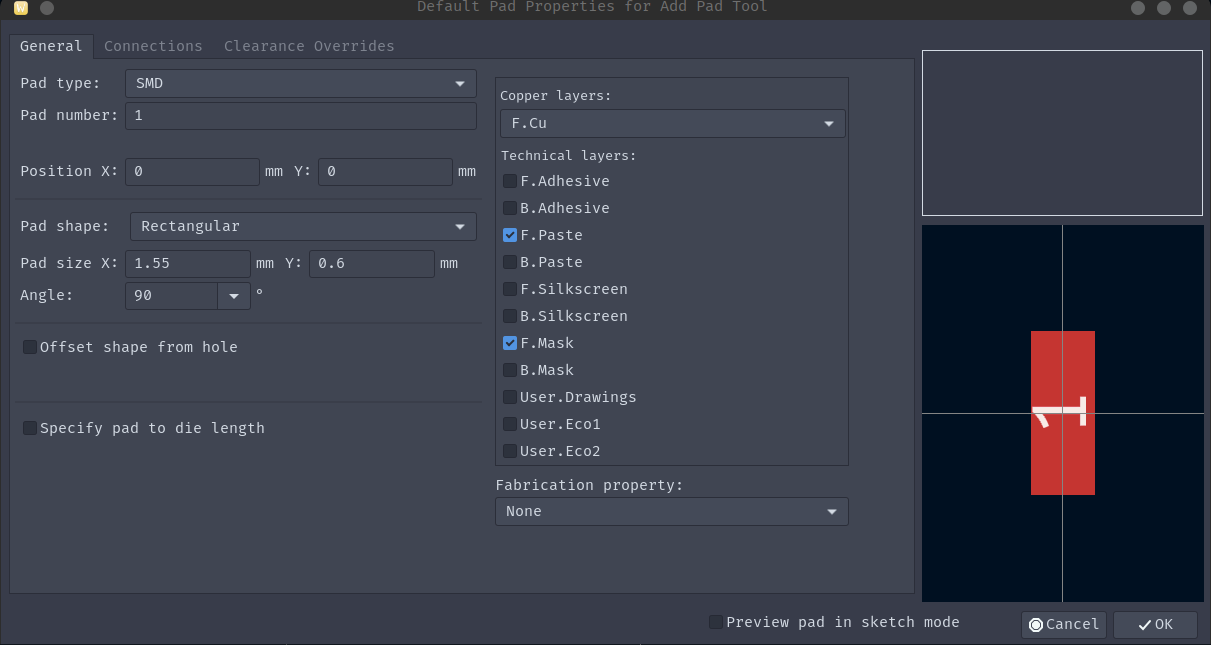 Default Pad Properties for Add Pad Tool
General Connections Clearance Overrides
Pad type: SMD
Pad number: 1
Position X: 0 mm Y: 0 mm
Pad shape: Rectangular
Pad size X: 1.55 mm Y: 0.6 mm
Angle: 90 °
Offset shape from hole
Specify pad to die length
Copper layers:
F.Cu
Technical layers:
F.Adhesive
B.Adhesive
F.Paste
B.Paste
F.Silkscreen
B.Silkscreen
F.Mask
B.Mask
User.Drawings
User.Eco1
User.Eco2
Fabrication property:
None
1
Preview pad in sketch mode
Cancel OK